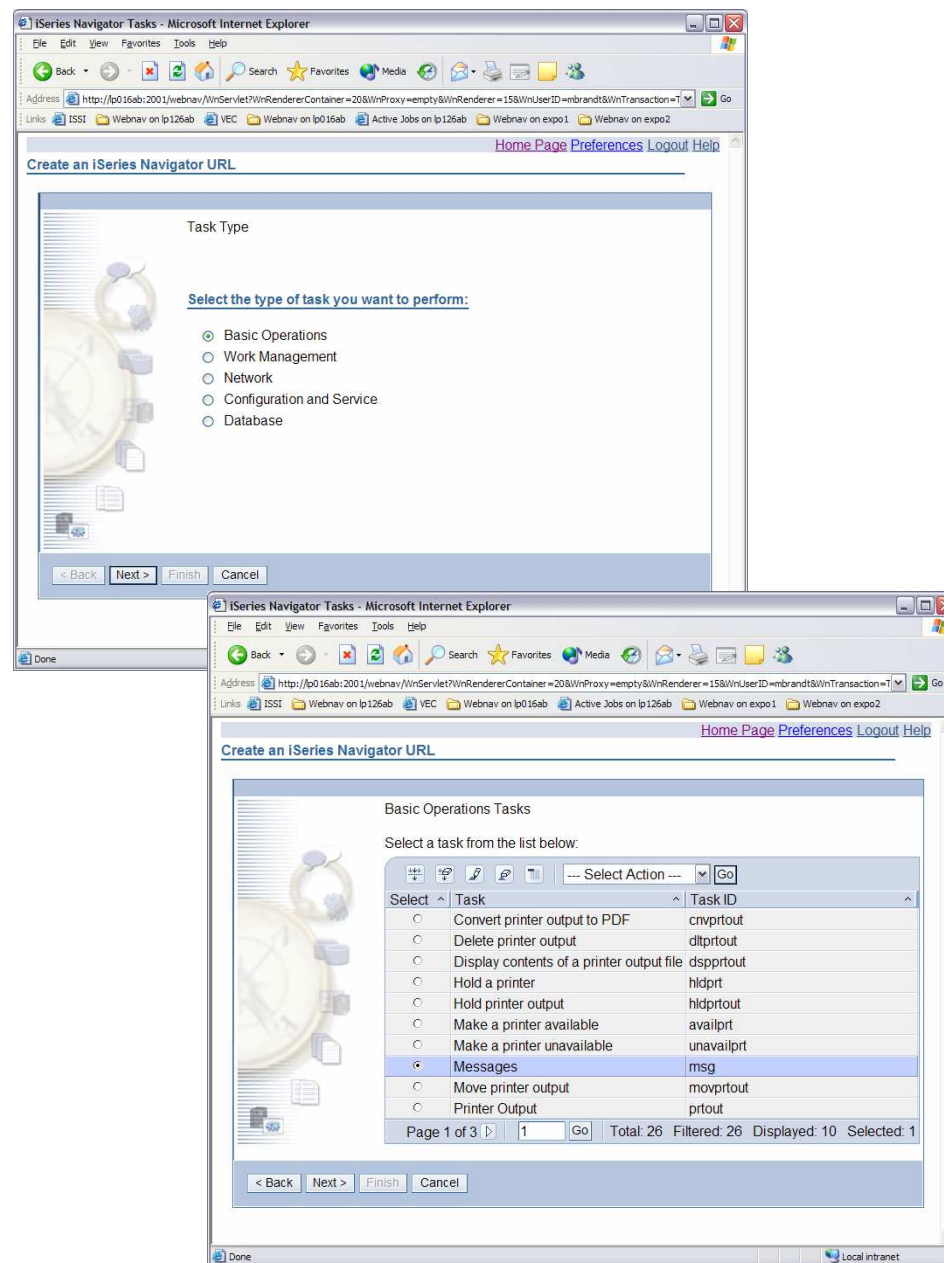 iSeries Navigator Tasks - Microsoft Internet Explorer
File Edit View Favorites Tools Help
Back Search Favorites Media
Address http://lp016ab:2001/webnav/WnServlet?WnRendererContainer=20&WnProxy=empty&WnRenderer=15&WnUserID=mbrandt&WnTransaction=T Go
Links ISSI Webnav on lp126ab VEC Webnav on lp016ab Active Jobs on lp126ab Webnav on expo1 Webnav on expo2
Home Page Preferences Logout Help
Create an iSeries Navigator URL
Task Type
Select the type of task you want to perform:
Basic Operations
Work Management
Network
Configuration and Service
Database
< Back Next > Finish Cancel
Done
iSeries Navigator Tasks - Microsoft Internet Explorer
File Edit View Favorites Tools Help
Back Search Favorites Media
Address http://lp016ab:2001/webnav/WnServlet?WnRendererContainer=20&WnProxy=empty&WnRenderer=15&WnUserID=mbrandt&WnTransaction=T Go
Links ISSI Webnav on lp126ab VEC Webnav on lp016ab Active Jobs on lp126ab Webnav on expo1 Webnav on expo2
Home Page Preferences Logout Help
Create an iSeries Navigator URL
Basic Operations Tasks
Select a task from the list below:
--- Select Action --- Go
Select Task Task ID
Convert printer output to PDF cnvprtout
Delete printer output dltprtout
Display contents of a printer output file dspprtout
Hold a printer hldprt
Hold printer output hldprtout
Make a printer available availprt
Make a printer unavailable unavailprt
Messages msg
Move printer output movprtout
Printer Output prtout
Page 1 of 3 1 Go Total: 26 Filtered: 26 Displayed: 10 Selected: 1
< Back Next > Finish Cancel
Done Local intranet